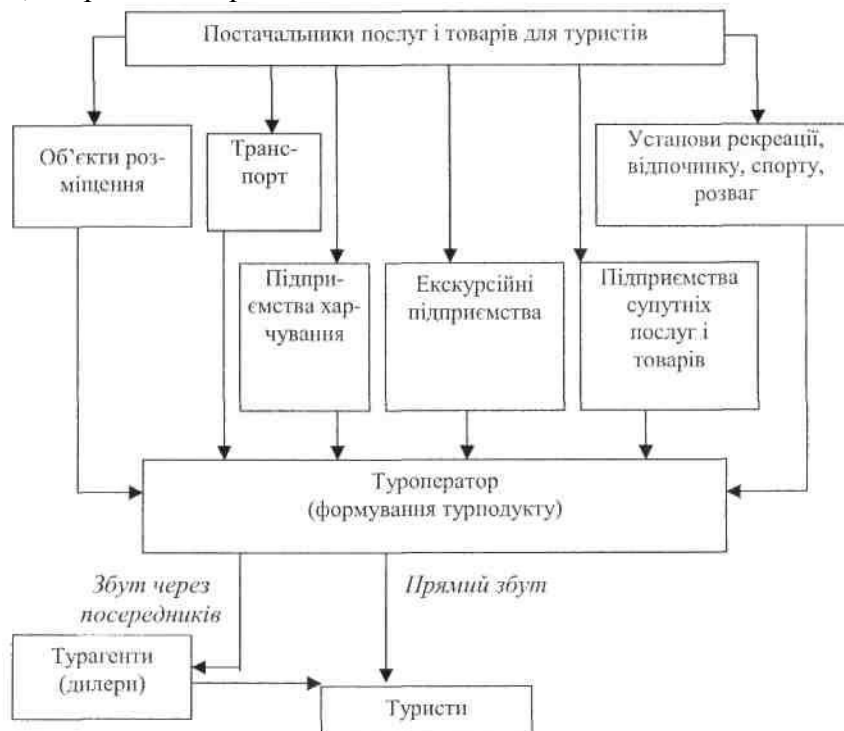 Постачальники послуг і товарів для туристів
Об’єкти роз-
міщення
Транс-
порт
Установи рекреації,
відпочинку, спорту,
розваг
Підпри-
ємства хар-
чування
Екскурсійні
підприємства
Підприємства
супутніх
послуг і
товарів
Туроператор
(формування турподукту)
Збут через
посередників
Прямий збут
Турагенти
(дилери)
Туристи